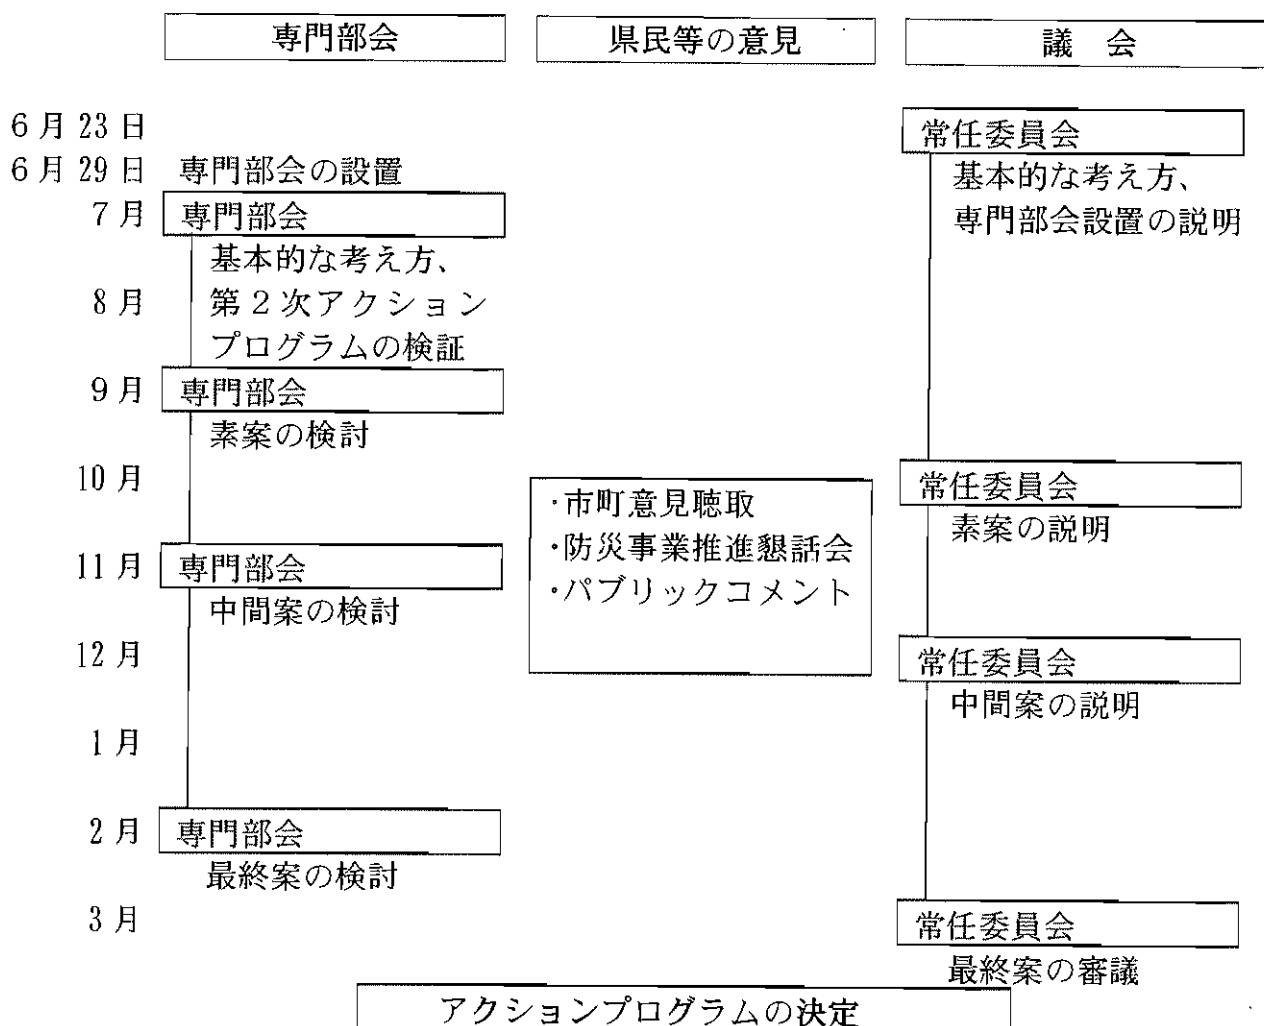 専門部会
県民等の意見
議 会
6月23日
常任委員会
基本的な考え方、
専門部会設置の説明
6月29日 専門部会の設置
7月 専門部会
基本的な考え方、
8月 第2次アクション
プログラムの検証
9月 専門部会
素案の検討
10月
・市町意見聴取
・防災事業推進懇話会
・パブリックコメント
常任委員会
素案の説明
11月 専門部会
中間案の検討
12月
常任委員会
中間案の説明
1月
2月 専門部会
最終案の検討
3月
常任委員会
最終案の審議
アクションプログラムの決定